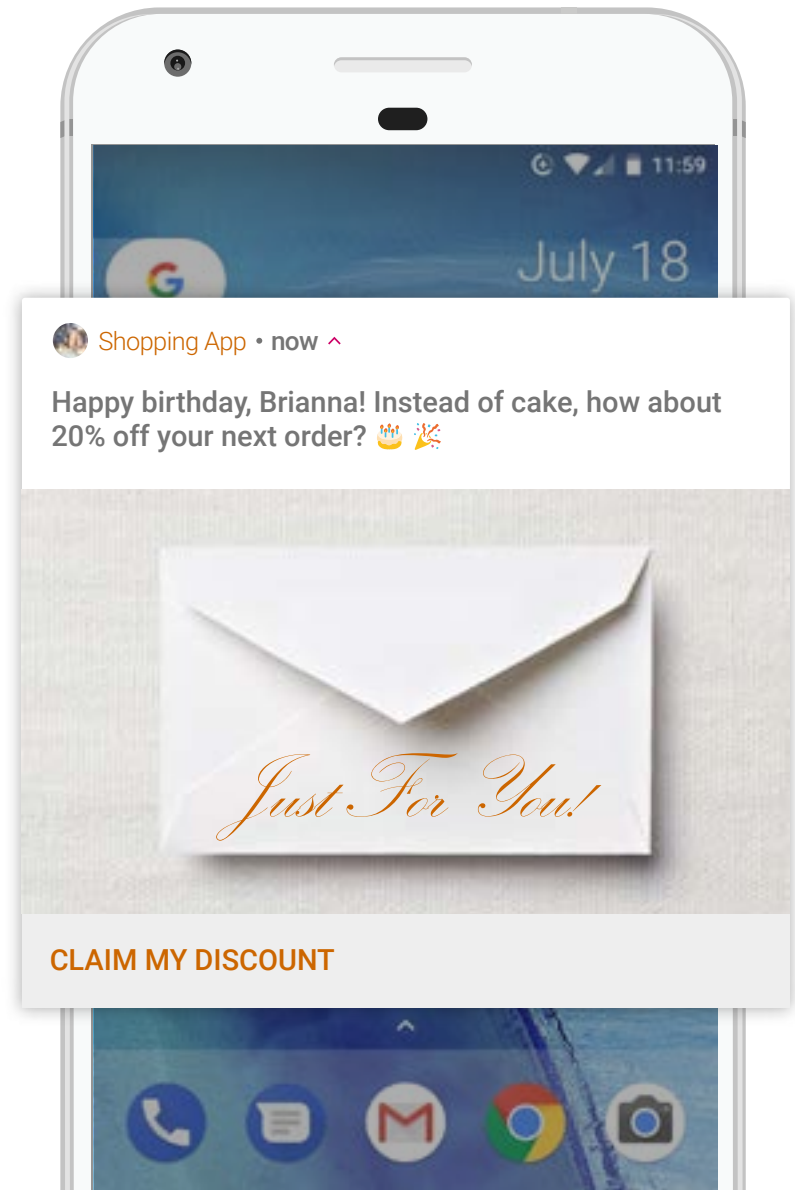 11:59
July 18
Shopping App • now
Happy birthday, Brianna! Instead of cake, how about
20% off your next order? 🎂 🎉
Just For You!
CLAIM MY DISCOUNT